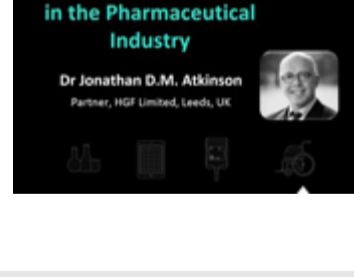 in the Pharmaceutical
Industry
Dr Jonathan D.M. Atkinson
Partner, HGF Limited, Leeds, UK